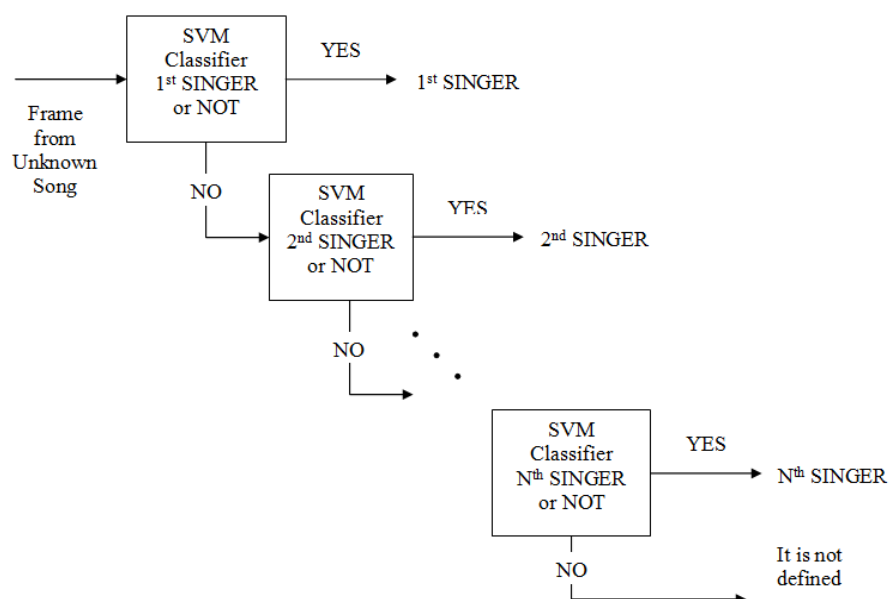 SVM
Classifier
1st SINGER
or NOT
YES
1st SINGER
Frame
from
Unknown
Song
NO
SVM
Classifier
2nd SINGER
or NOT
YES
2nd SINGER
NO
SVM
Classifier
Nth SINGER
or NOT
YES
Nth SINGER
NO
It is not
defined